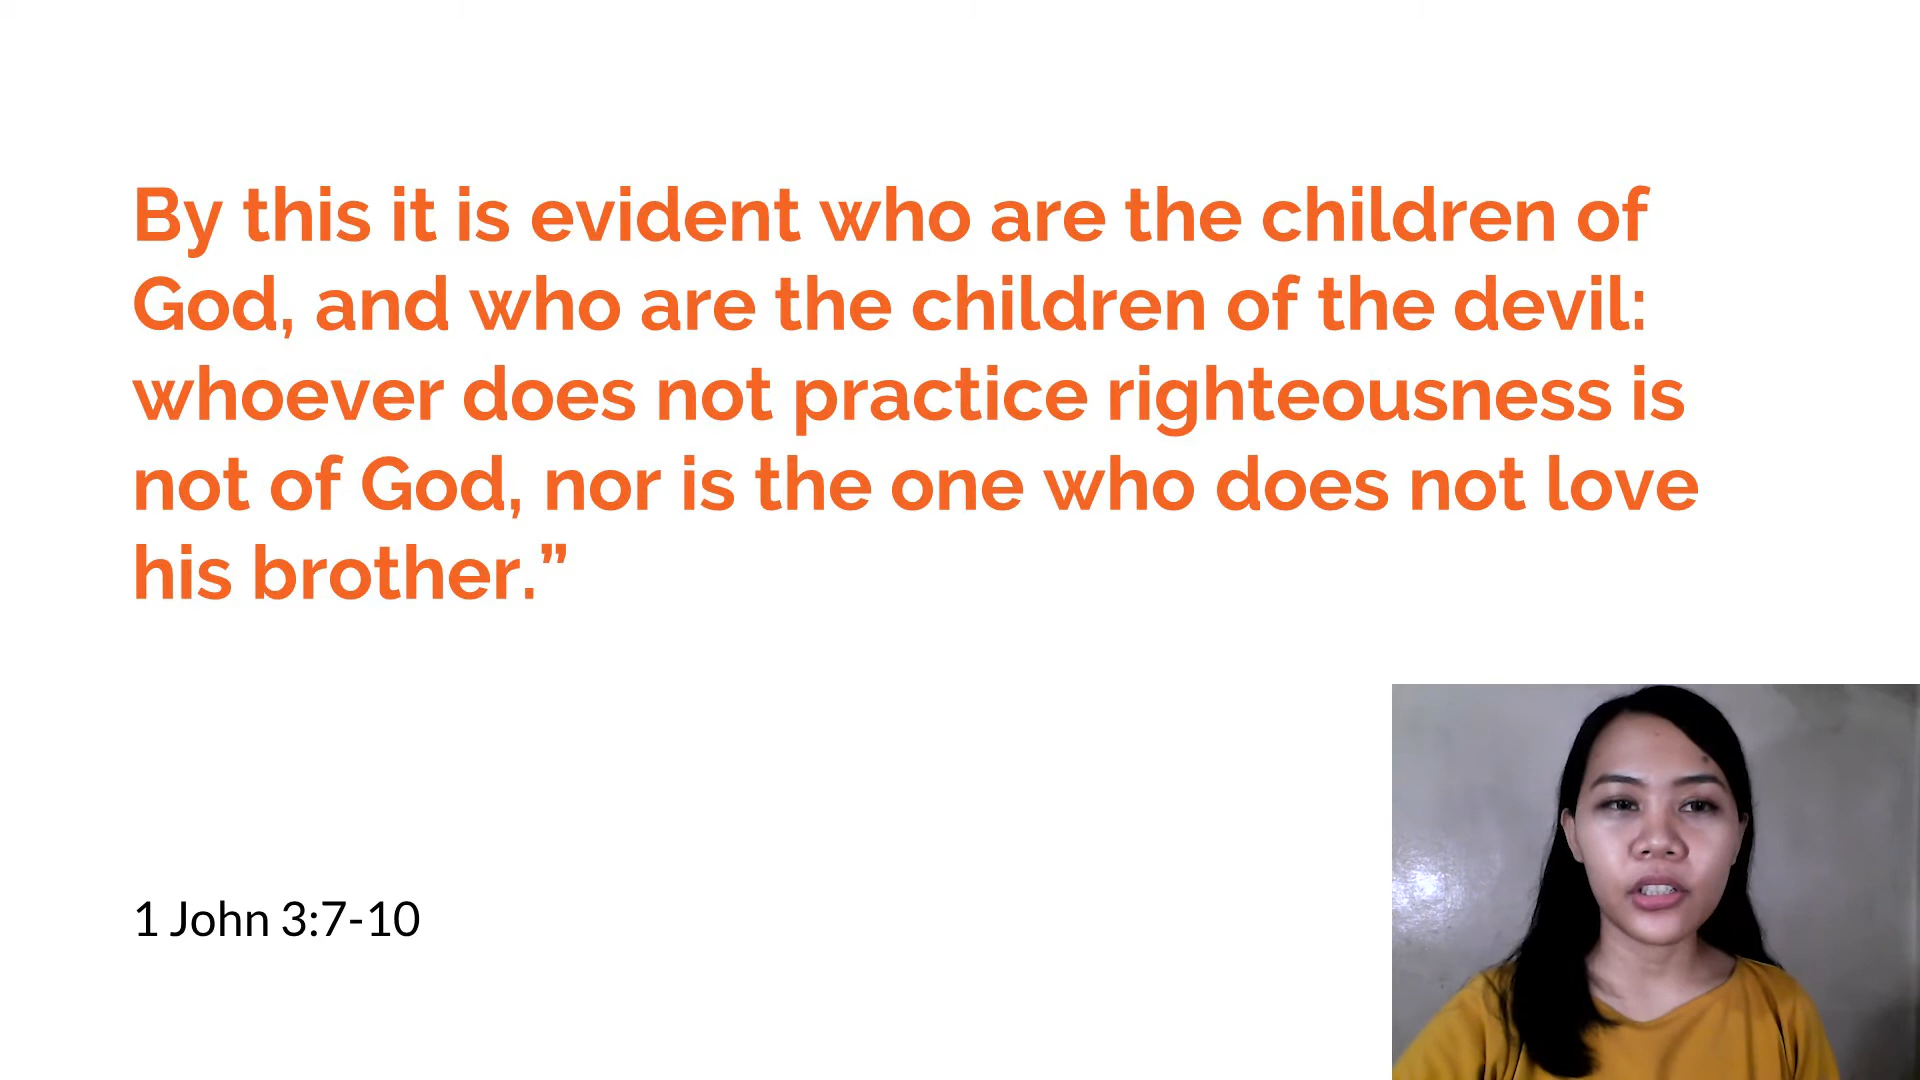 By this it is evident who are the children of
God, and who are the children of the devil:
whoever does not practice righteousness is
not of God, nor is the one who does not love
his brother.”
1 John 3:7-10